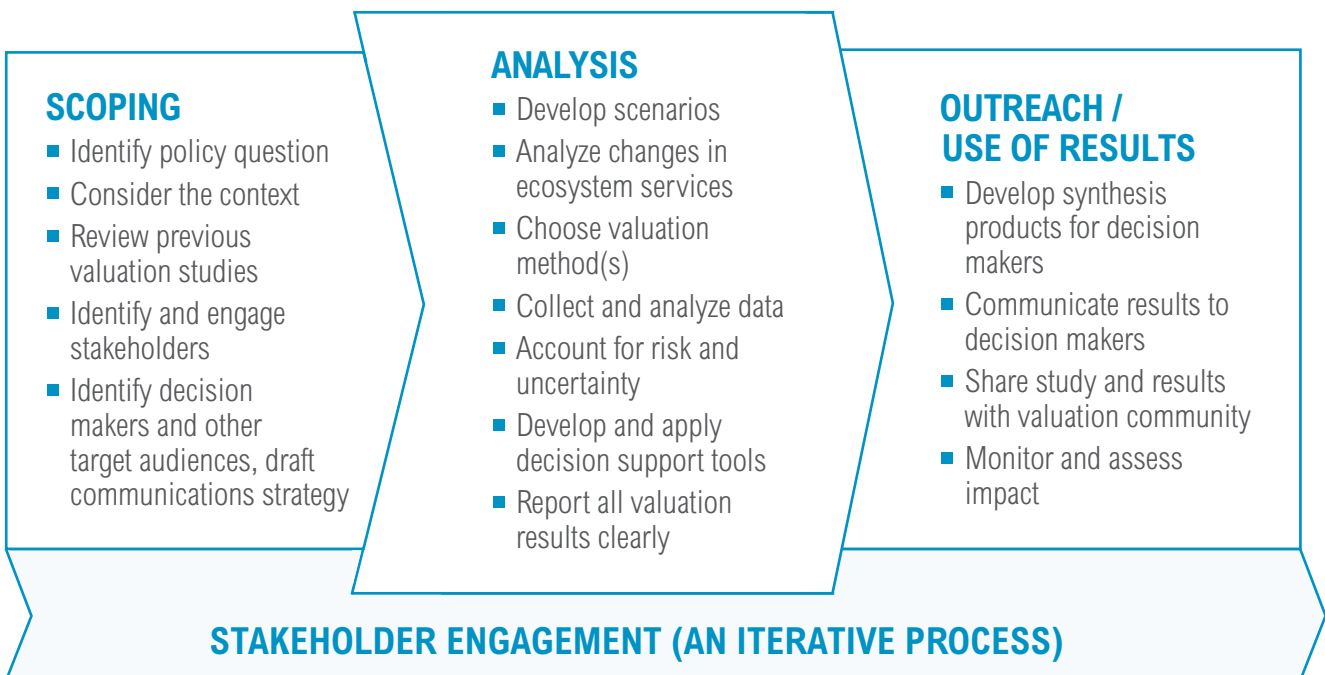 SCOPING
■ Identify policy question
■ Consider the context
■ Review previous
valuation studies
■ Identify and engage
stakeholders
■ Identify decision
makers and other
target audiences, draft
communications strategy
ANALYSIS
■ Develop scenarios
■ Analyze changes in
ecosystem services
■ Choose valuation
method(s)
■ Collect and analyze data
■ Account for risk and
uncertainty
■ Develop and apply
decision support tools
■ Report all valuation
results clearly
OUTREACH /
USE OF RESULTS
■ Develop synthesis
products for decision
makers
■ Communicate results to
decision makers
■ Share study and results
with valuation community
■ Monitor and assess
impact
STAKEHOLDER ENGAGEMENT (AN ITERATIVE PROCESS)